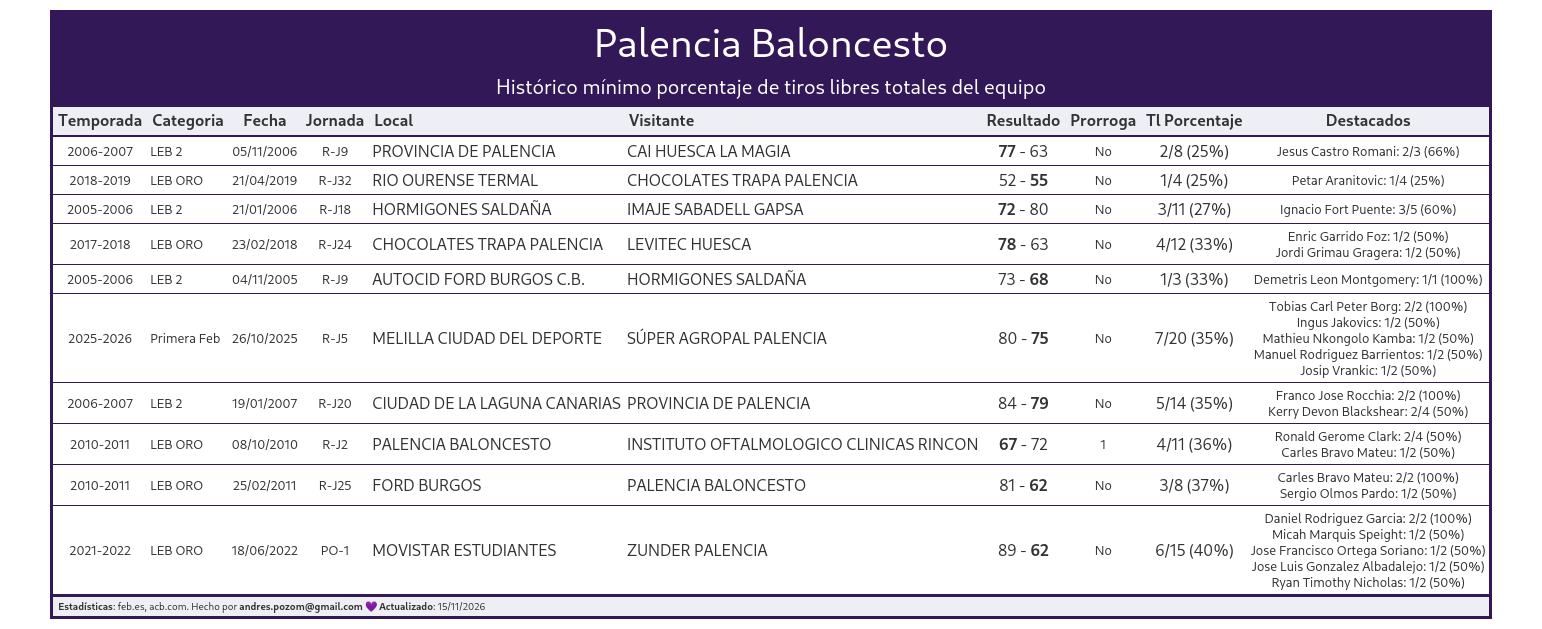 Palencia Baloncesto
Histórico mínimo porcentaje de tiros libres totales del equipo
Temporada Categoria Fecha Jornada Local Visitante Resultado Prorroga Tl Porcentaje Destacados
2006-2007 LEB 2 05/11/2006 R-J9 PROVINCIA DE PALENCIA CAI HUESCA LA MAGIA 77 - 63 No 2/8 (25%) Jesus Castro Romani: 2/3 (66%)
2018-2019 LEB ORO 21/04/2019 R-J32 RIO OURENSE TERMAL CHOCOLATES TRAPA PALENCIA 52 - 55 No 1/4 (25%) Petar Aranitovic: 1/4 (25%)
2005-2006 LEB 2 21/01/2006 R-J18 HORMIGONES SALDAÑA IMAJE SABADELL GAPSA 72 - 80 No 3/11 (27%) Ignacio Fort Puente: 3/5 (60%)
2017-2018 LEB ORO 23/02/2018 R-J24 CHOCOLATES TRAPA PALENCIA LEVITEC HUESCA 78 - 63 No 4/12 (33%) Enric Garrido Foz: 1/2 (50%)
Jordi Grimau Gragera: 1/2 (50%)
2005-2006 LEB 2 04/11/2005 R-J9 AUTOCID FORD BURGOS C.B. HORMIGONES SALDAÑA 73 - 68 No 1/3 (33%) Demetris Leon Montgomery: 1/1 (100%)
2025-2026 Primera Feb 26/10/2025 R-J5 MELILLA CIUDAD DEL DEPORTE SÚPER AGROPAL PALENCIA 80 - 75 No 7/20 (35%) Tobias Carl Peter Borg: 2/2 (100%)
Ingus Jakovics: 1/2 (50%)
Mathieu Nkongolo Kamba: 1/2 (50%)
Manuel Rodriguez Barrientos: 1/2 (50%)
Josip Vrankic: 1/2 (50%)
2006-2007 LEB 2 19/01/2007 R-J20 CIUDAD DE LA LAGUNA CANARIAS PROVINCIA DE PALENCIA 84 - 79 No 5/14 (35%) Franco Jose Rocchia: 2/2 (100%)
Kerry Devon Blackshear: 2/4 (50%)
2010-2011 LEB ORO 08/10/2010 R-J2 PALENCIA BALONCESTO INSTITUTO OFTALMOLOGICO CLINICAS RINCON 67 - 72 1 4/11 (36%) Ronald Gerome Clark: 2/4 (50%)
Carles Bravo Mateu: 1/2 (50%)
2010-2011 LEB ORO 25/02/2011 R-J25 FORD BURGOS PALENCIA BALONCESTO 81 - 62 No 3/8 (37%) Carles Bravo Mateu: 2/2 (100%)
Sergio Olmos Pardo: 1/2 (50%)
2021-2022 LEB ORO 18/06/2022 PO-1 MOVISTAR ESTUDIANTES ZUNDER PALENCIA 89 - 62 No 6/15 (40%) Daniel Rodriguez Garcia: 2/2 (100%)
Micah Marquis Speight: 1/2 (50%)
Jose Francisco Ortega Soriano: 1/2 (50%)
Jose Luis Gonzalez Albadalejo: 1/2 (50%)
Ryan Timothy Nicholas: 1/2 (50%)
Estadísticas: feb.es, acb.com. Hecho por andres.pozom@gmail.com 💜 Actualizado: 15/11/2026